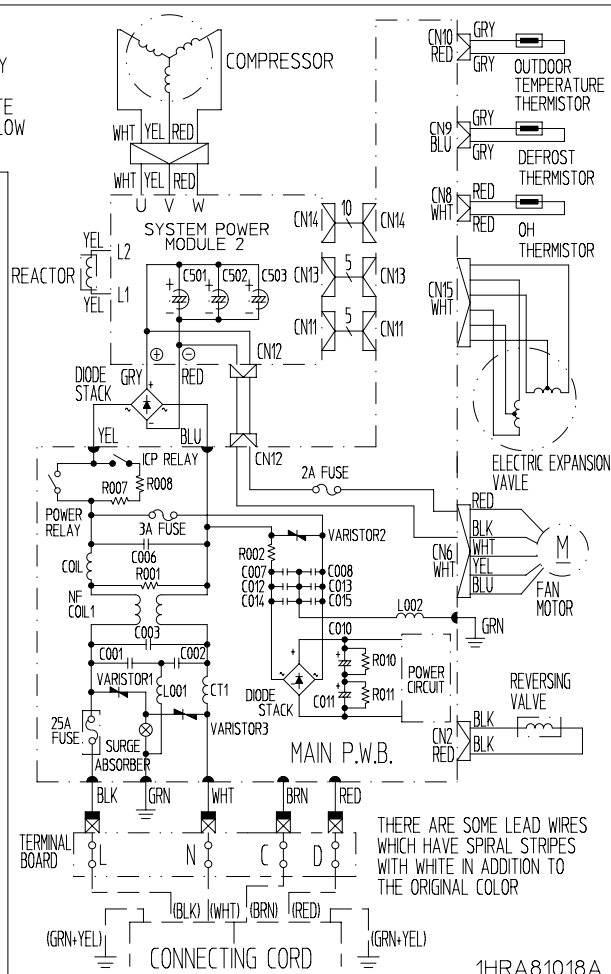 Y
TE
LOW
COMPRESSOR
WHT YEL RED
WHT YEL RED
U V W
SYSTEM POWER
MODULE 2
YEL
L2
REACTOR
L1
YEL
C501 C502 C503
+ + +
CN14 10 CN14
CN13 5 CN13
CN11 5 CN11
CN12
⊕ ⊖
DIODE
STACK
GRY RED
+
~ ~
-
YEL BLU
CN12
CN10
RED
GRY
GRY
OUTDOOR
TEMPERATURE
THERMISTOR
CN9
BLU
GRY
GRY
DEFROST
THERMISTOR
CN8
WHT
RED
RED
OH
THERMISTOR
CN15
WHT
ELECTRIC EXPANSION
VAVLE
ICP RELAY
R007
R008
POWER
RELAY
3A FUSE
2A FUSE
C006
COIL
R001
NF
COIL1
C003
C001 C002
VARISTOR1
L001
CT1
25A
FUSE
SURGE
ABSORBER
VARISTOR3
VARISTOR2
R002
C007 C008
C012 C013
C014 C015
L002
C010
+
R010
+
C011
R011
DIODE
STACK
+
~ ~
-
POWER
CIRCUIT
MAIN P.W.B.
CN6
WHT
RED
BLK
WHT
YEL
BLU
M
FAN
MOTOR
GRN
REVERSING
VALVE
CN2
RED
BLK
BLK
BLK GRN WHT BRN RED
TERMINAL
BOARD
L N C D
THERE ARE SOME LEAD WIRES
WHICH HAVE SPIRAL STRIPES
WITH WHITE IN ADDITION TO
THE ORIGINAL COLOR
(BLK) (WHT) (BRN) (RED)
(GRN+YEL) (GRN+YEL)
CONNECTING CORD
1HRA81018A